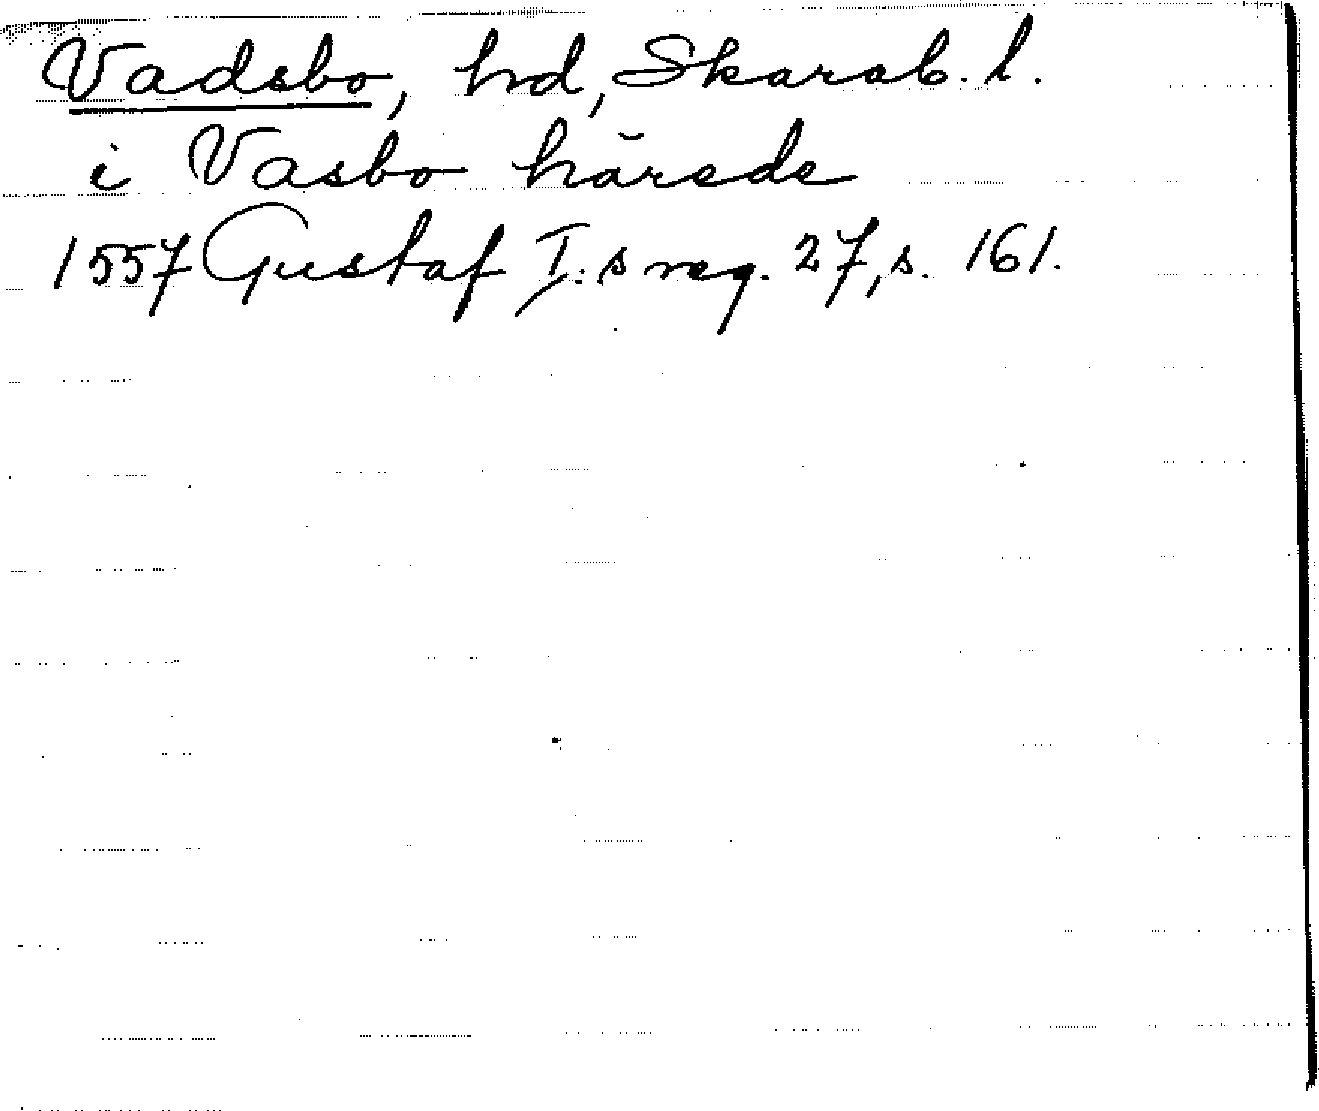 Vadsbo, hd, Skarab. l.
i Vasbo härede
1557 Gustaf I:s reg. 27, s. 161.